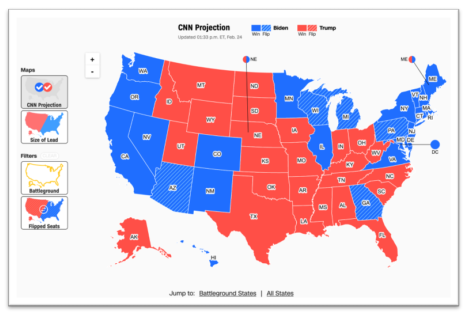 CNN Projection
Updated 01:22 p.m. ET, Feb. 24
Biden
Win Flip
Trump
Win Flip
+
-
Maps
CNN Projection
Size of Lead
Filters
Battleground
Flipped Seats
NE
ME
WA
OR
CA
NV
ID
MT
WY
UT
AZ
CO
NM
ND
SD
NE
KS
OK
TX
MN
IA
MO
AR
LA
WI
IL
MI
IN
OH
KY
TN
MS
AL
GA
FL
SC
NC
VA
WV
PA
NY
VT
NH
ME
MA
CT
RI
NJ
DE
MD
DC
AK
HI
Jump to: Battleground States | All States